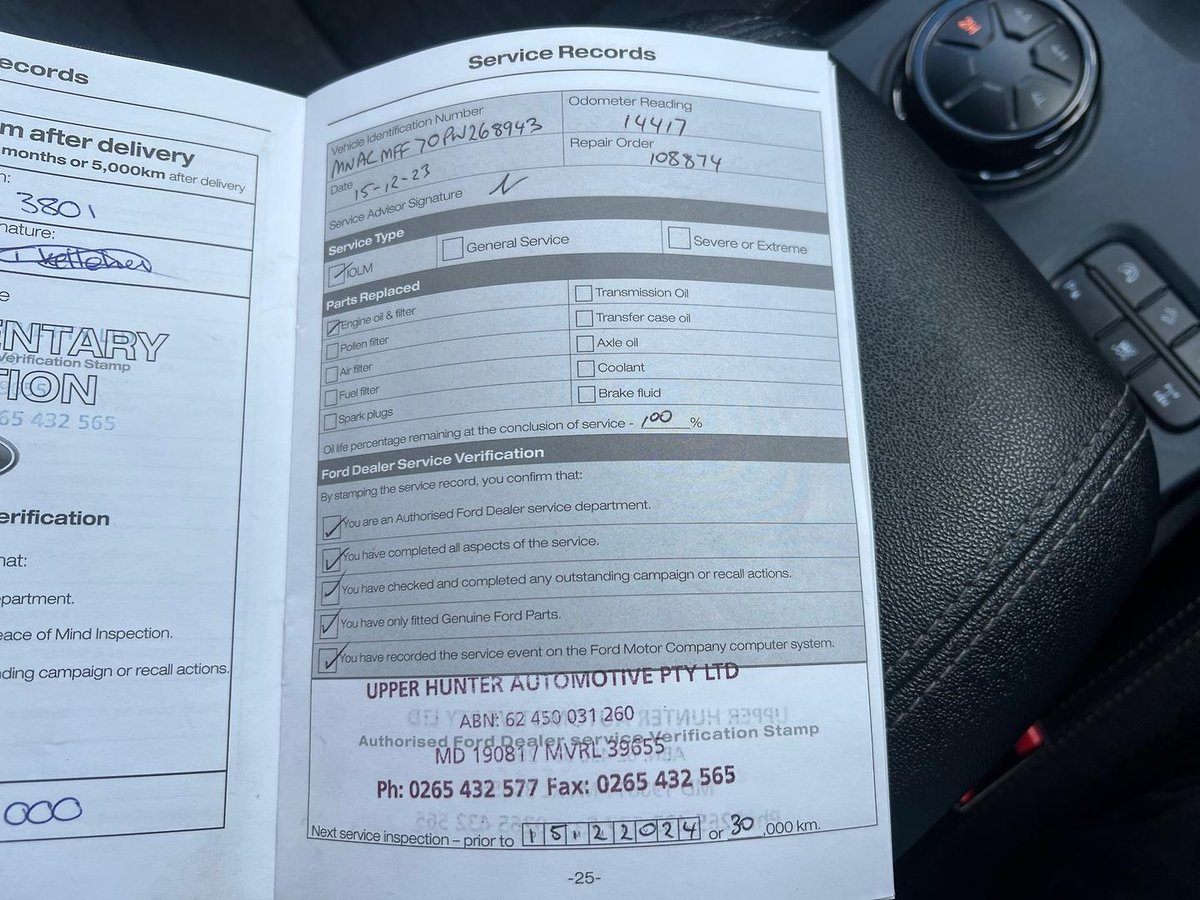 ecords
m after delivery
months or 5,000km after delivery
n:
3801
nature:
e
ENTARY
Verification Stamp
TION
65 432 565
erification
hat:
epartment.
eace of Mind Inspection.
ding campaign or recall actions.
000
Service Records
Vehicle Identification Number
MNACMFF70PW268943
Odometer Reading
14417
Date 15-12-23
Repair Order
108874
Service Advisor Signature
Service Type
IOLM
General Service
Severe or Extreme
Parts Replaced
Engine oil & filter
Transmission Oil
Pollen filter
Transfer case oil
Air filter
Axle oil
Fuel filter
Coolant
Spark plugs
Brake fluid
Oil life percentage remaining at the conclusion of service - 100 %
Ford Dealer Service Verification
By stamping the service record, you confirm that:
You are an Authorised Ford Dealer service department.
You have completed all aspects of the service.
You have checked and completed any outstanding campaign or recall actions.
You have only fitted Genuine Ford Parts.
You have recorded the service event on the Ford Motor Company computer system.
UPPER HUNTER AUTOMOTIVE PTY LTD
ABN: 62 450 031 260
Authorised Ford Dealer service Verification Stamp
MD 190817 MVRL 39655
Ph: 0265 432 577 Fax: 0265 432 565
Next service inspection – prior to 15122024 or 30,000 km.
-25-
2H
4A
4H
4L
P